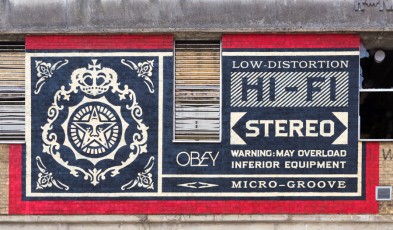 LOW-DISTORTION
HI-FI
STEREO
OBEY
WARNING: MAY OVERLOAD
INFERIOR EQUIPMENT
MICRO-GROOVE